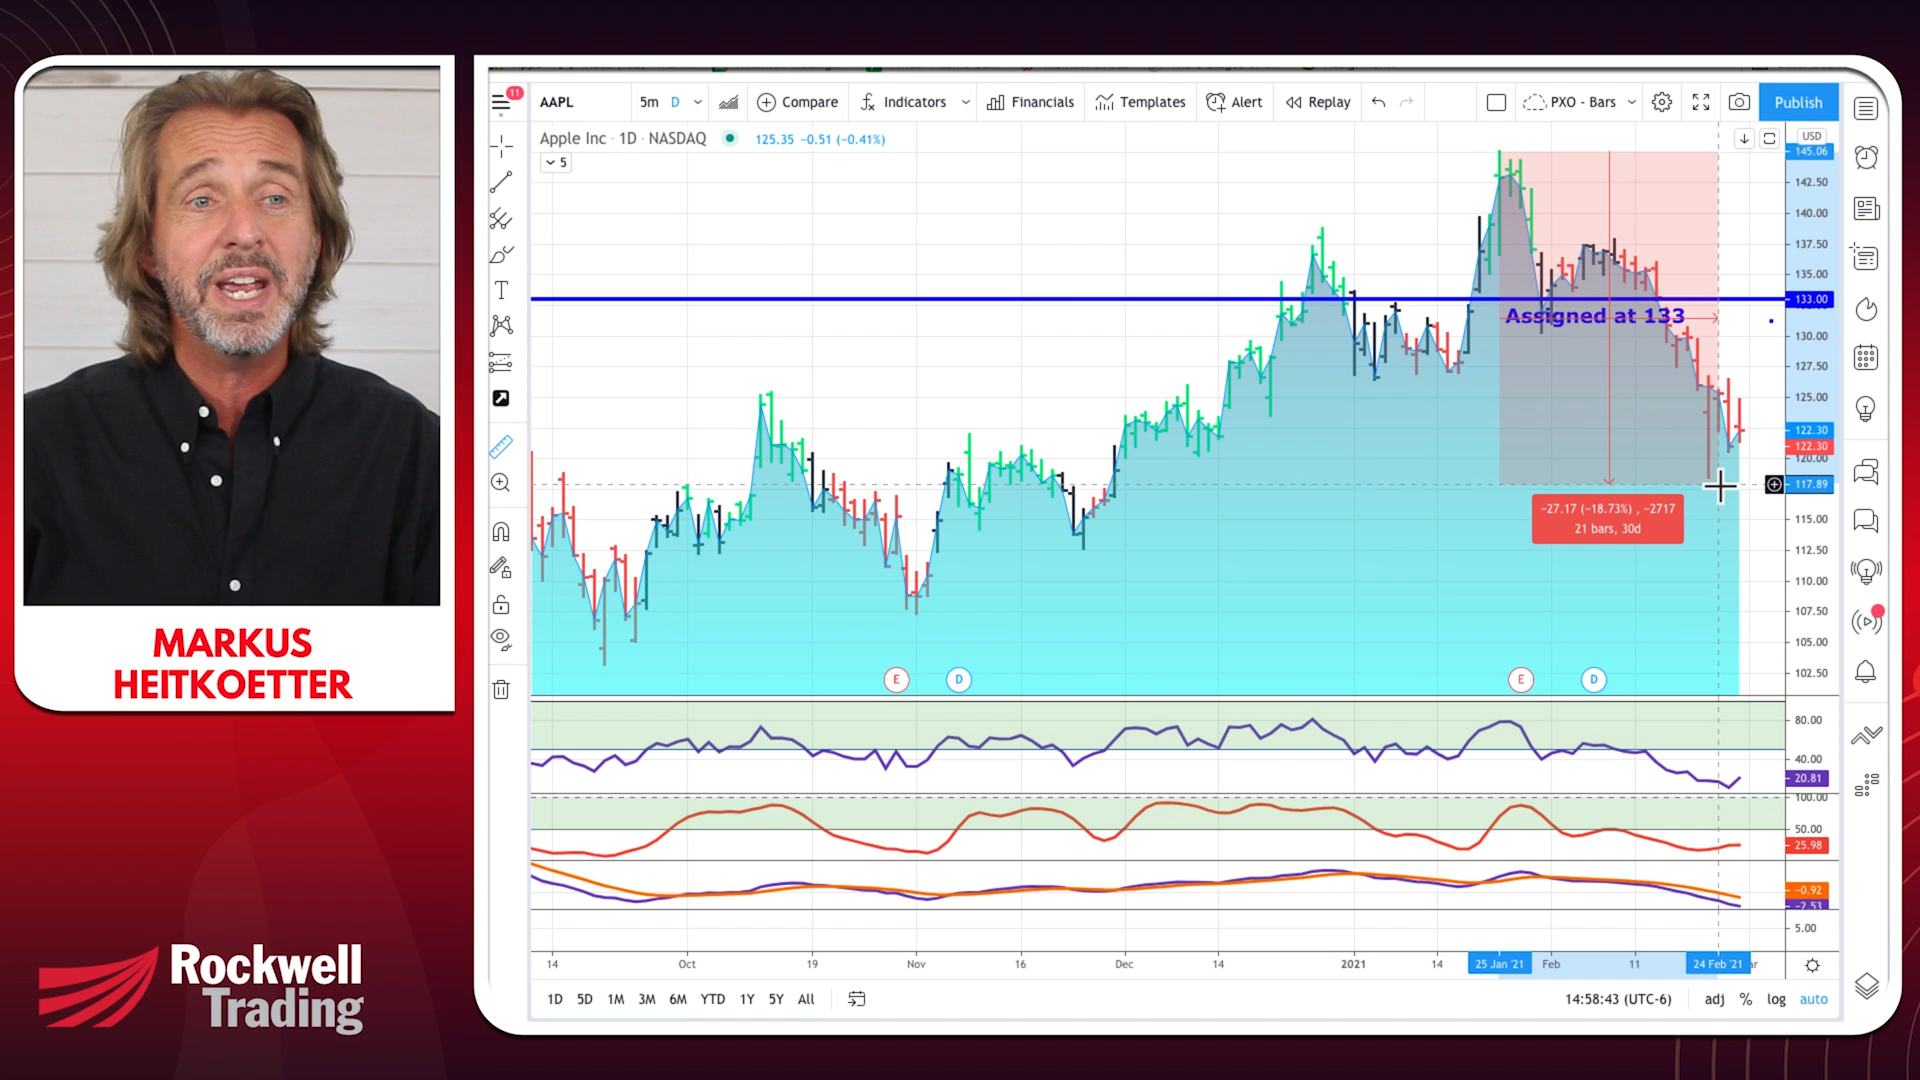 11
AAPL
5m D
Compare
Indicators
Financials
Templates
Alert
Replay
PXO - Bars
Publish
Apple Inc · 1D · NASDAQ
125.35 −0.51 (−0.41%)
5
USD
145.06
142.50
140.00
137.50
135.00
133.00
130.00
127.50
125.00
122.30
122.30
120.00
117.89
115.00
112.50
110.00
107.50
105.00
102.50
Assigned at 133
−27.17 (−18.73%) , −2717
21 bars, 30d
E
D
E
D
80.00
40.00
20.81
100.00
50.00
25.98
−0.92
−2.53
5.00
14
Oct
19
Nov
16
Dec
14
2021
14
25 Jan '21
Feb
11
24 Feb '21
1D 5D 1M 3M 6M YTD 1Y 5Y All
14:58:43 (UTC-6)
adj % log auto
MARKUS
HEITKOETTER
Rockwell
Trading